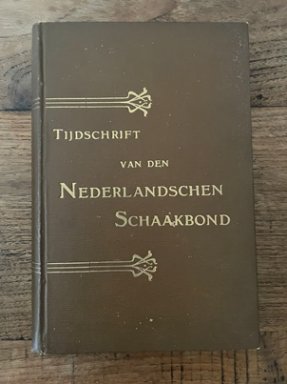 TIJDSCHRIFT
VAN DEN
NEDERLANDSCHEN
SCHAAKBOND